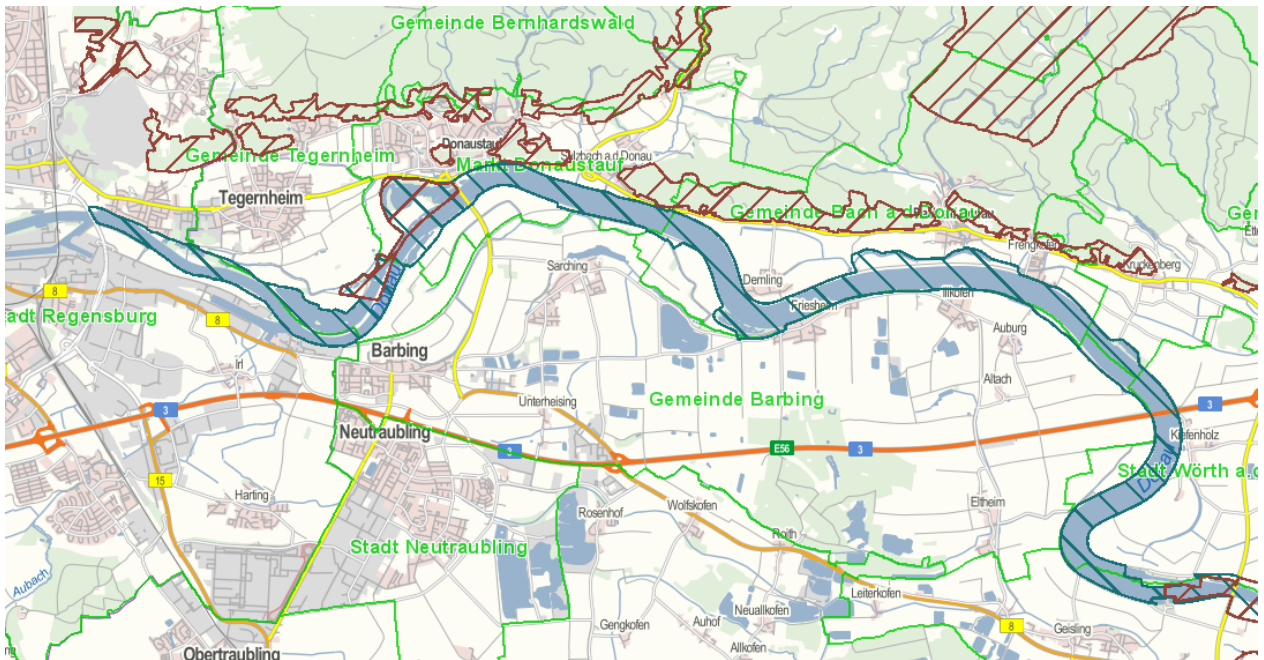 Gemeinde Bernhardswald
Donaustauf
Gemeinde Tegernheim
Sulzbach a.d.Donau
Markt Donaustauf
Tegernheim
Gemeinde Bach a.d.Donau
Frengkofen
Kruckenberg
Donau
Sarching
Demling
8
Illkofen
Friesheim
adt Regensburg
8
Auburg
Barbing
Irl
Altach
Unterheising
Gemeinde Barbing
3
3
Neutraubling
Kiefenholz
E56
3
3
Donau
Stadt Wörth a.d
15
Harting
Eltheim
Wolfskofen
Rosenhof
Roith
Stadt Neutraubling
Aubach
Leiterkofen
Neuallkofen
Auhof
Gengkofen
8
Geisling
Allkofen
Obertraubling